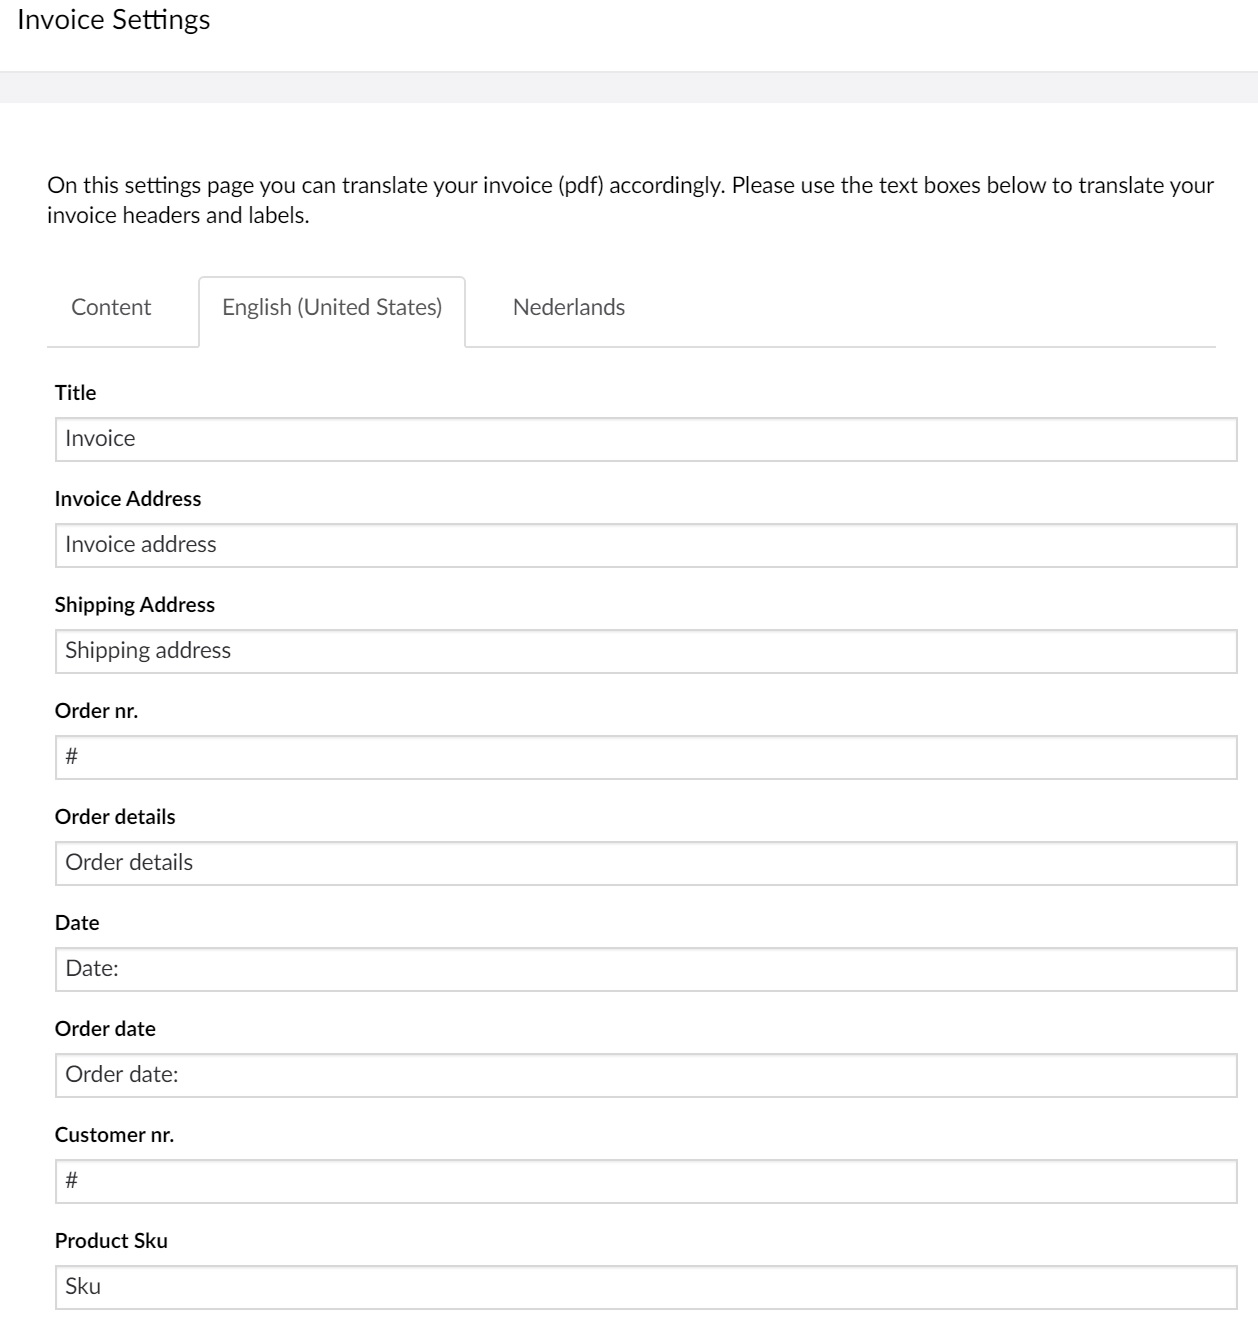 Invoice Settings
On this settings page you can translate your invoice (pdf) accordingly. Please use the text boxes below to translate your
invoice headers and labels.
Content English (United States) Nederlands
Title
Invoice
Invoice Address
Invoice address
Shipping Address
Shipping address
Order nr.
#
Order details
Order details
Date
Date:
Order date
Order date:
Customer nr.
#
Product Sku
Sku